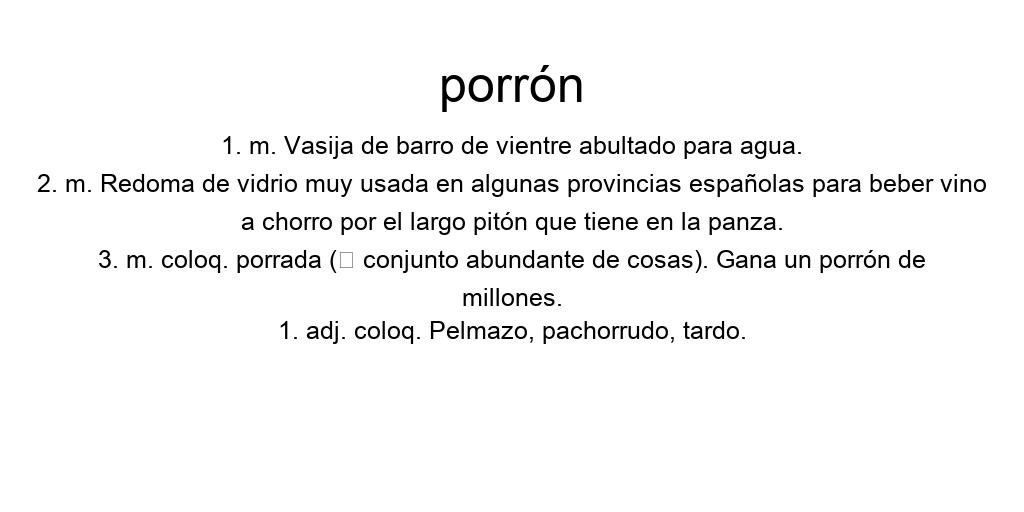 porrón
1. m. Vasija de barro de vientre abultado para agua.
2. m. Redoma de vidrio muy usada en algunas provincias españolas para beber vino
a chorro por el largo pitón que tiene en la panza.
3. m. coloq. porrada (▯ conjunto abundante de cosas). Gana un porrón de
millones.
1. adj. coloq. Pelmazo, pachorrudo, tardo.